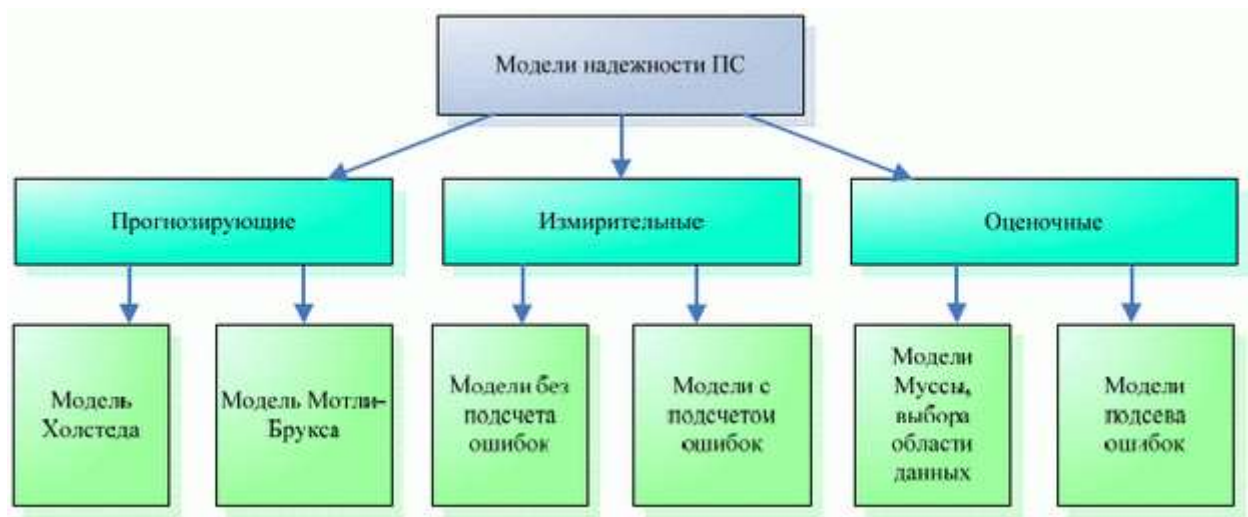 Модели надежности ПС
Прогнозирующие
Измирительные
Оценочные
Модель
Холстеда
Модель Мотли-
Брукса
Модели без
подсчета
ошибок
Модели с
подсчетом
ошибок
Модели
Муссы,
выбора
области
данных
Модели
подсева
ошибок